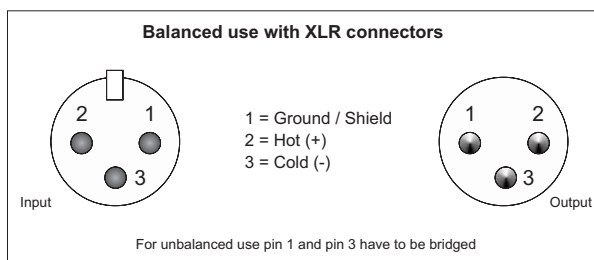 Balanced use with XLR connectors
2 1
3
Input
1 = Ground / Shield
2 = Hot (+)
3 = Cold (-)
1 2
3
Output
For unbalanced use pin 1 and pin 3 have to be bridged